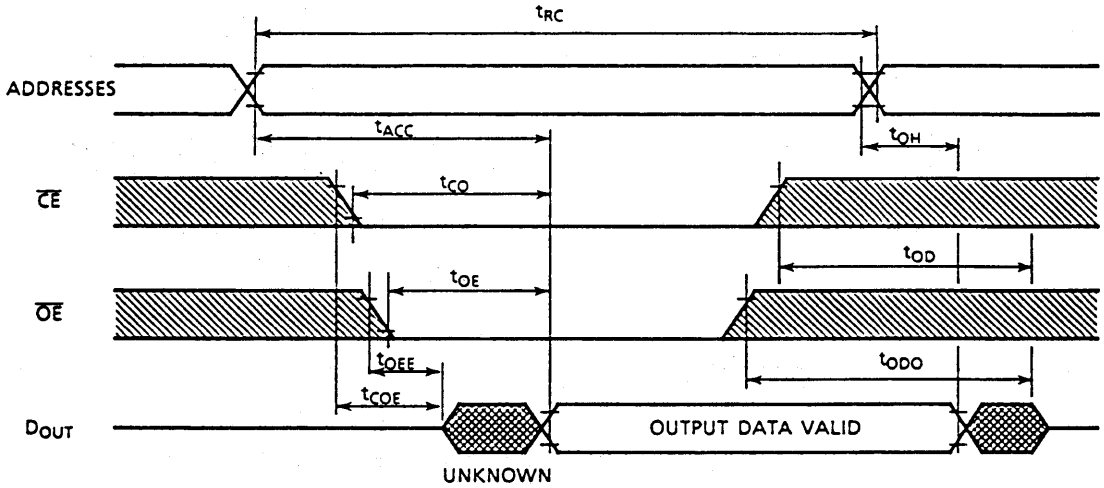 tRC
ADDRESSES
tACC
tOH
CE
tCO
tOD
OE
tOE
tOEE
tODO
tCOE
DOUT
OUTPUT DATA VALID
UNKNOWN